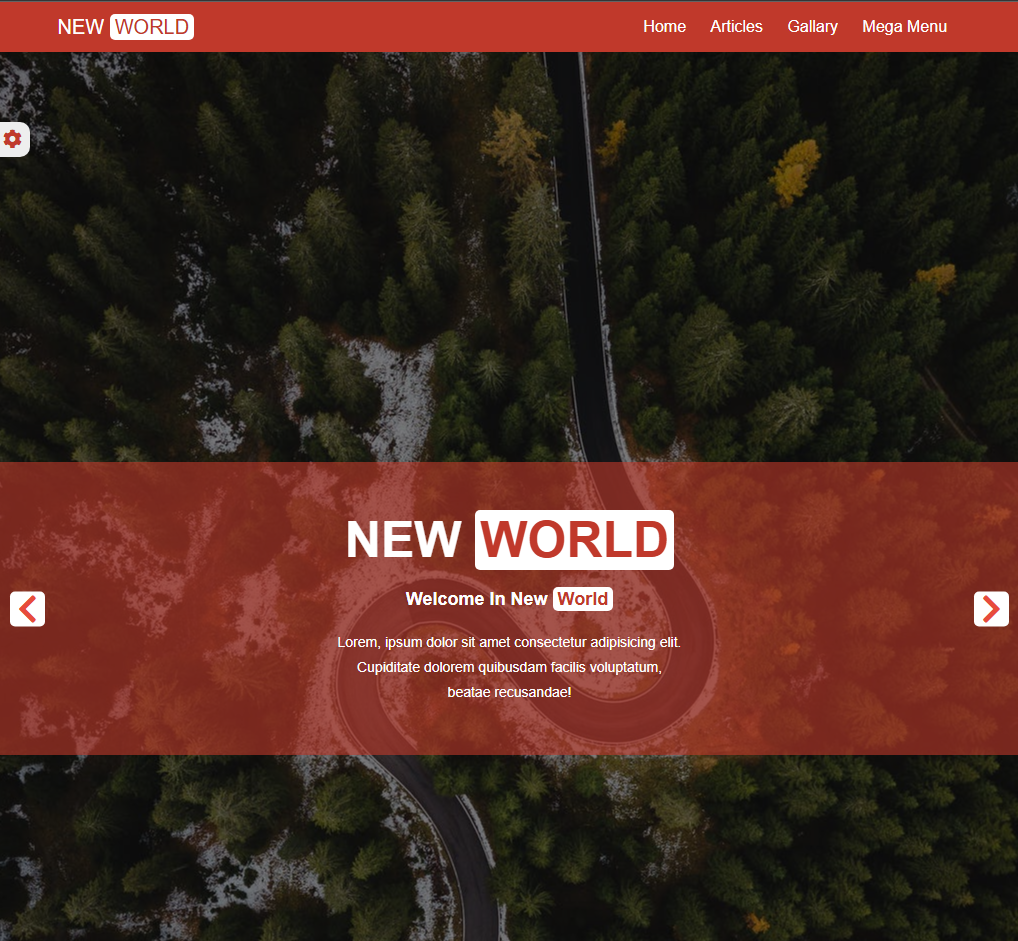 NEW WORLD
Home Articles Gallary Mega Menu
NEW WORLD
Welcome In New World
Lorem, ipsum dolor sit amet consectetur adipisicing elit.
Cupiditate dolorem quibusdam facilis voluptatum,
beatae recusandae!